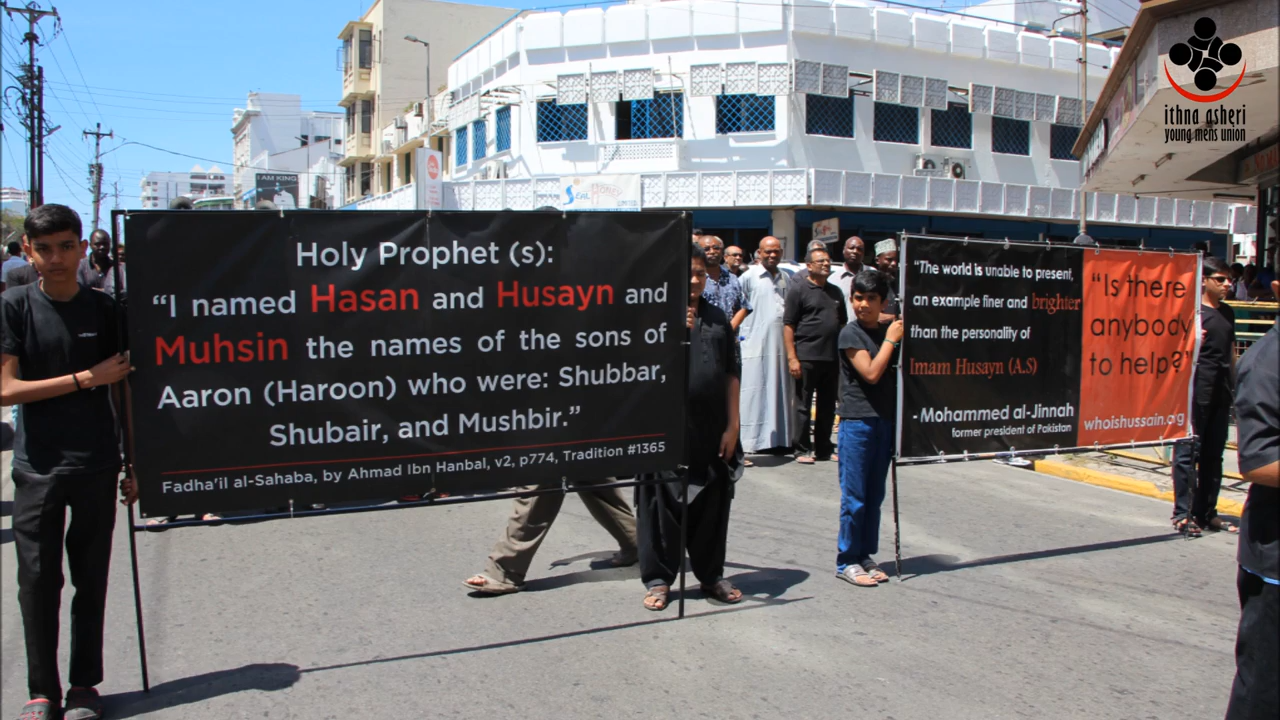 ithna asheri
young mens union
I AM KING
Holy Prophet (s):
“I named Hasan and Husayn and
Muhsin the names of the sons of
Aaron (Haroon) who were: Shubbar,
Shubair, and Mushbir.”
Fadha'il al-Sahaba, by Ahmad Ibn Hanbal, v2, p774, Tradition #1365
“The world is unable to present,
an example finer and brighter
than the personality of
Imam Husayn (A.S)
- Mohammed al-Jinnah
former president of Pakistan
“Is there
anybody
to help?”
whoishussain.org